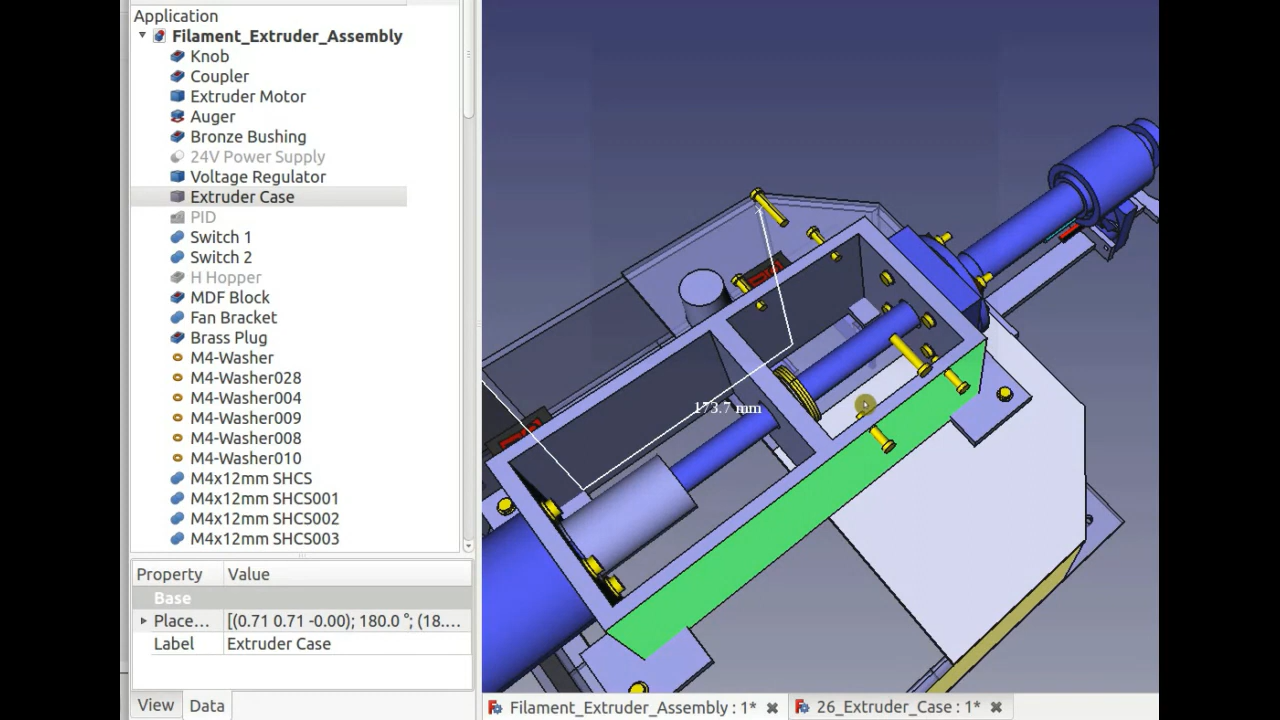 Application
Filament_Extruder_Assembly
Knob
Coupler
Extruder Motor
Auger
Bronze Bushing
24V Power Supply
Voltage Regulator
Extruder Case
PID
Switch 1
Switch 2
H Hopper
MDF Block
Fan Bracket
Brass Plug
M4-Washer
M4-Washer028
M4-Washer004
M4-Washer009
M4-Washer008
M4-Washer010
M4x12mm SHCS
M4x12mm SHCS001
M4x12mm SHCS002
M4x12mm SHCS003
Property Value
Base
Place... [(0.71 0.71 -0.00); 180.0 °; (18....
Label Extruder Case
View Data
173.7 mm
Filament_Extruder_Assembly : 1* 26_Extruder_Case : 1*